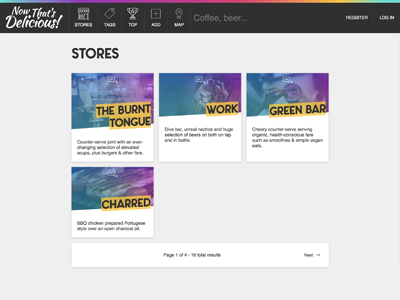 Now That's
Delicious!
STORES
TAGS
TOP
ADD
MAP
Coffee, beer...
REGISTER
LOG IN
STORES
THE BURNT
TONGUE
Counter-serve joint with an ever-
changing selection of elevated
soups, plus burgers & other fare.
WORK
Dive bar, unreal nachos and huge
selection of beers on both on tap
and in bottle.
GREEN BAR
Cheery counter-serve serving
organic, health-conscious fare
such as smoothies & simple vegan
eats.
CHARRED
BBQ chicken prepared Portugese
style over an open charcoal pit.
Page 1 of 4 - 16 total results
Next →